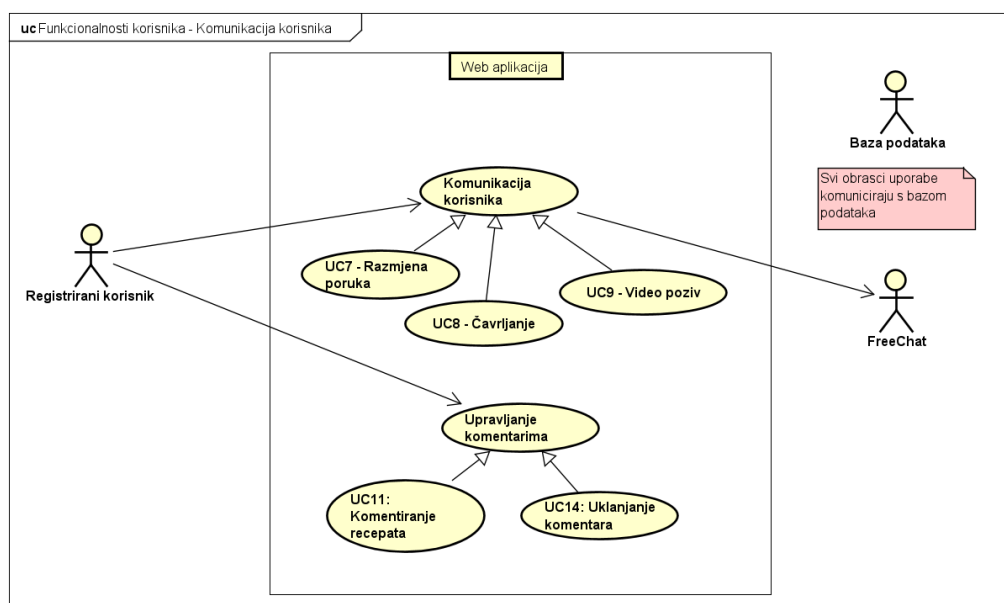 uc Funkcionalnosti korisnika - Komunikacija korisnika
Web aplikacija
Baza podataka
Svi obrasci uporabe
komuniciraju s bazom
podataka
Komunikacija
korisnika
Registrirani korisnik
UC7 - Razmjena
poruka
UC8 - Čavrljanje
UC9 - Video poziv
FreeChat
Upravljanje
komentarima
UC11:
Komentiranje
recepata
UC14: Uklanjanje
komentara